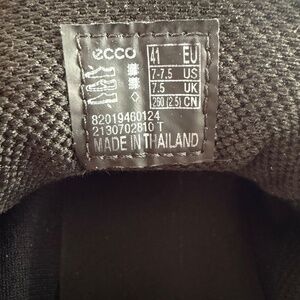 ecco 41 EU
7-7.5 US
7.5 UK
260 (2.5) CN
82019460124
2130702810 T
MADE IN THAILAND